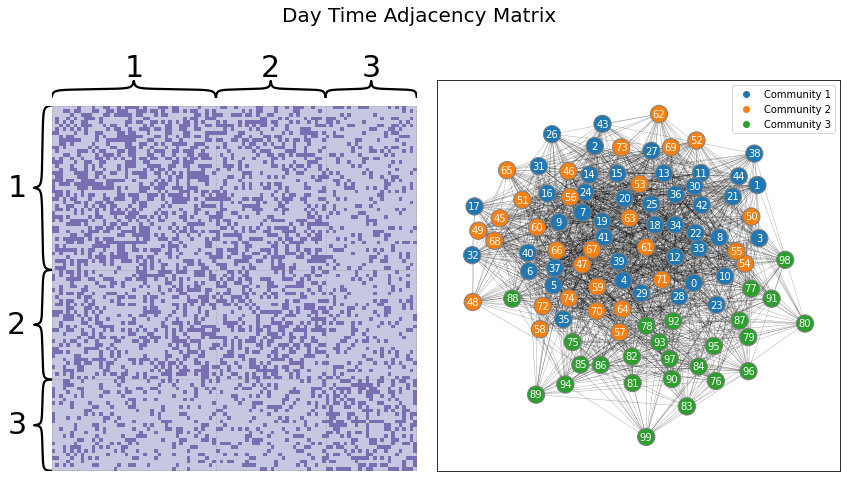 Day Time Adjacency Matrix
1 2 3
1
2
3
Community 1
Community 2
Community 3
62
43
26 52
2 73 27 69 38
65 31 46 14 15 13 11 44
53 30 1
16 56 24 20 36 21
17 51 7 25 42
45 63 50
49 60 9 19 18 34 22 8 3
68 41
32 40 66 67 61 33 55
47 39 12 54 98
6 37 10
5 59 4 71 0 77
48 88 74 29 28 91
72 70 64 23
35 92 87 80
58 57 78
75 93 95 79
82 97
85 86 84 96
94 81 90 76
89 83
99